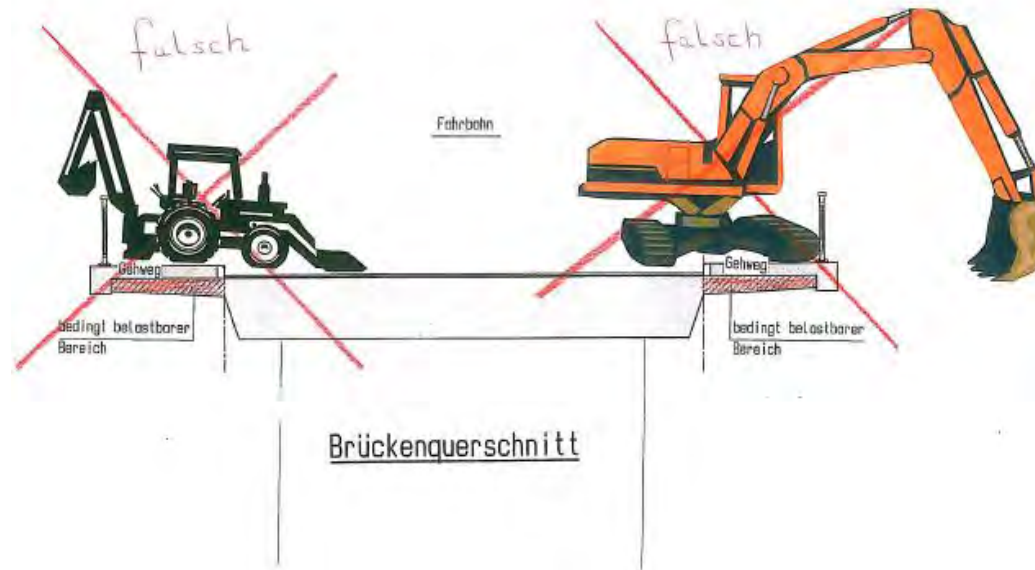 falsch
falsch
Fahrbahn
Gehweg
Gehweg
bedingt belastbarer
Bereich
bedingt belastbarer
Bereich
Brückenquerschnitt